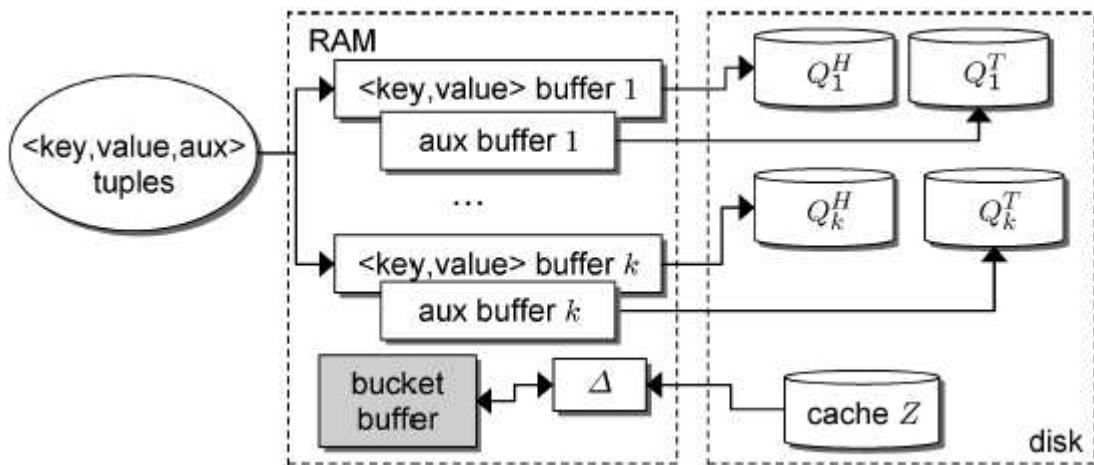 RAM
<key,value,aux>
tuples
<key,value> buffer 1
aux buffer 1
...
<key,value> buffer k
aux buffer k
bucket
buffer
Δ
Q_1^H
Q_1^T
Q_k^H
Q_k^T
cache Z
disk